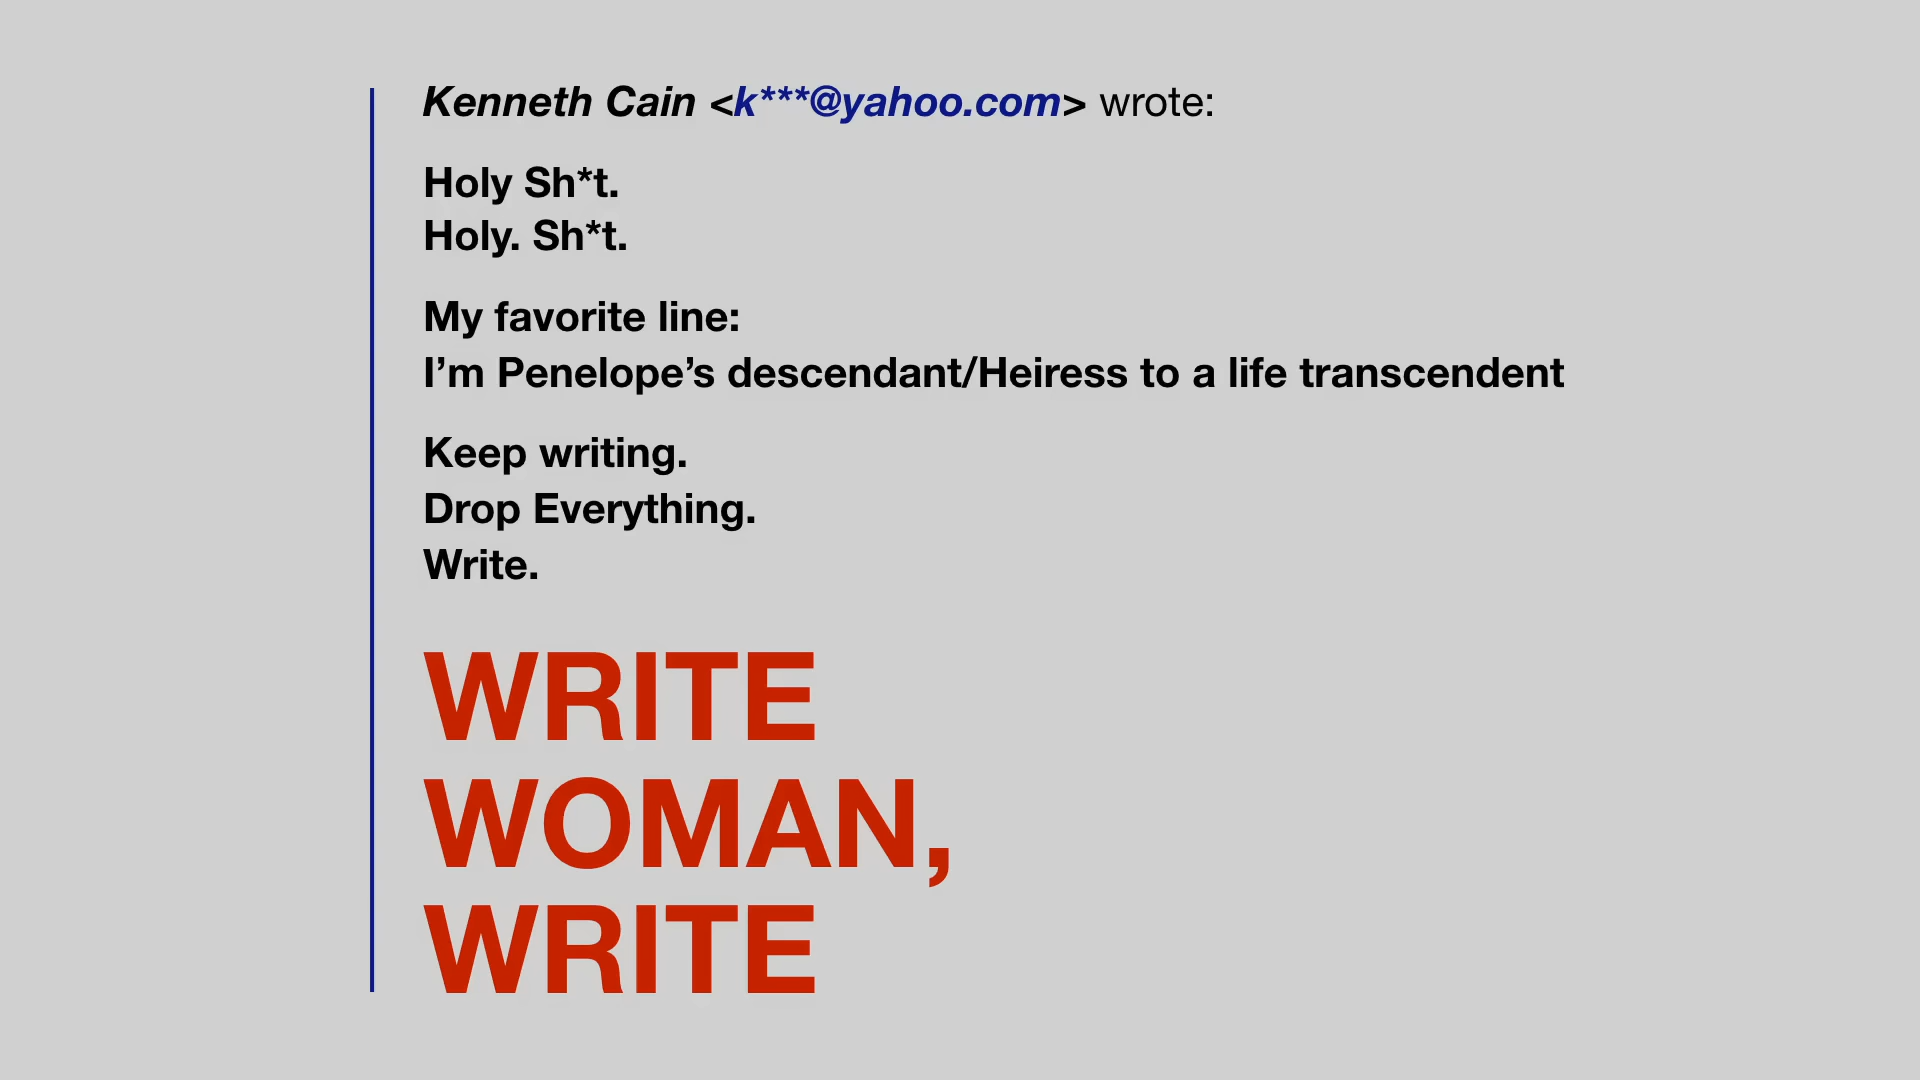 Kenneth Cain <k***@yahoo.com> wrote:
Holy Sh*t.
Holy. Sh*t.
My favorite line:
I’m Penelope’s descendant/Heiress to a life transcendent
Keep writing.
Drop Everything.
Write.
WRITE
WOMAN,
WRITE